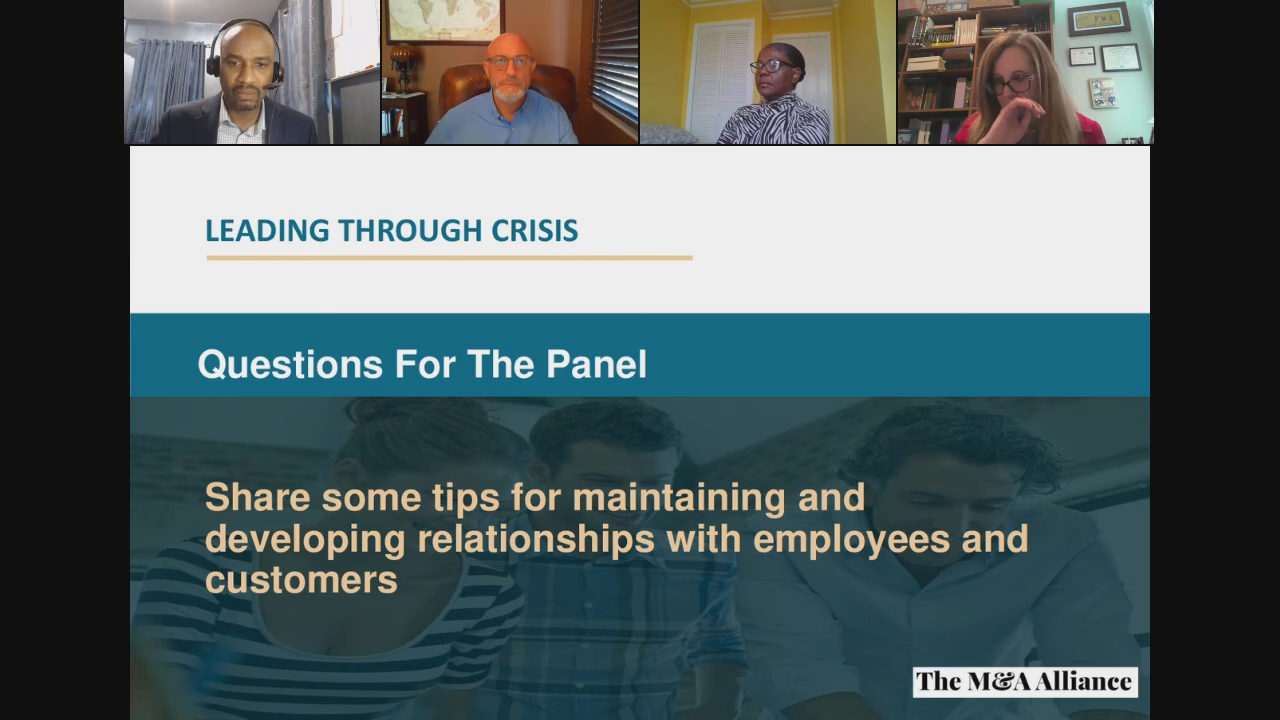 LEADING THROUGH CRISIS
Questions For The Panel
Share some tips for maintaining and
developing relationships with employees and
customers
The M&A Alliance